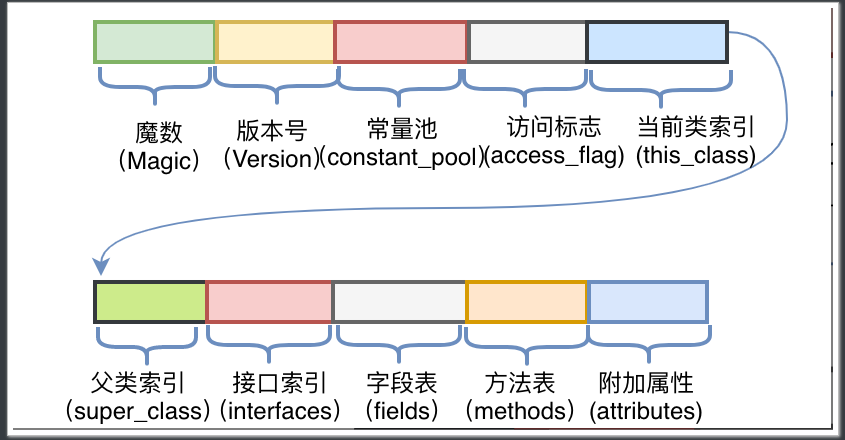 魔数 版本号 常量池 访问标志 当前类索引
(Magic) (Version) (constant_pool) (access_flag) (this_class)
父类索引 接口索引 字段表 方法表 附加属性
(super_class) (interfaces) (fields) (methods) (attributes)